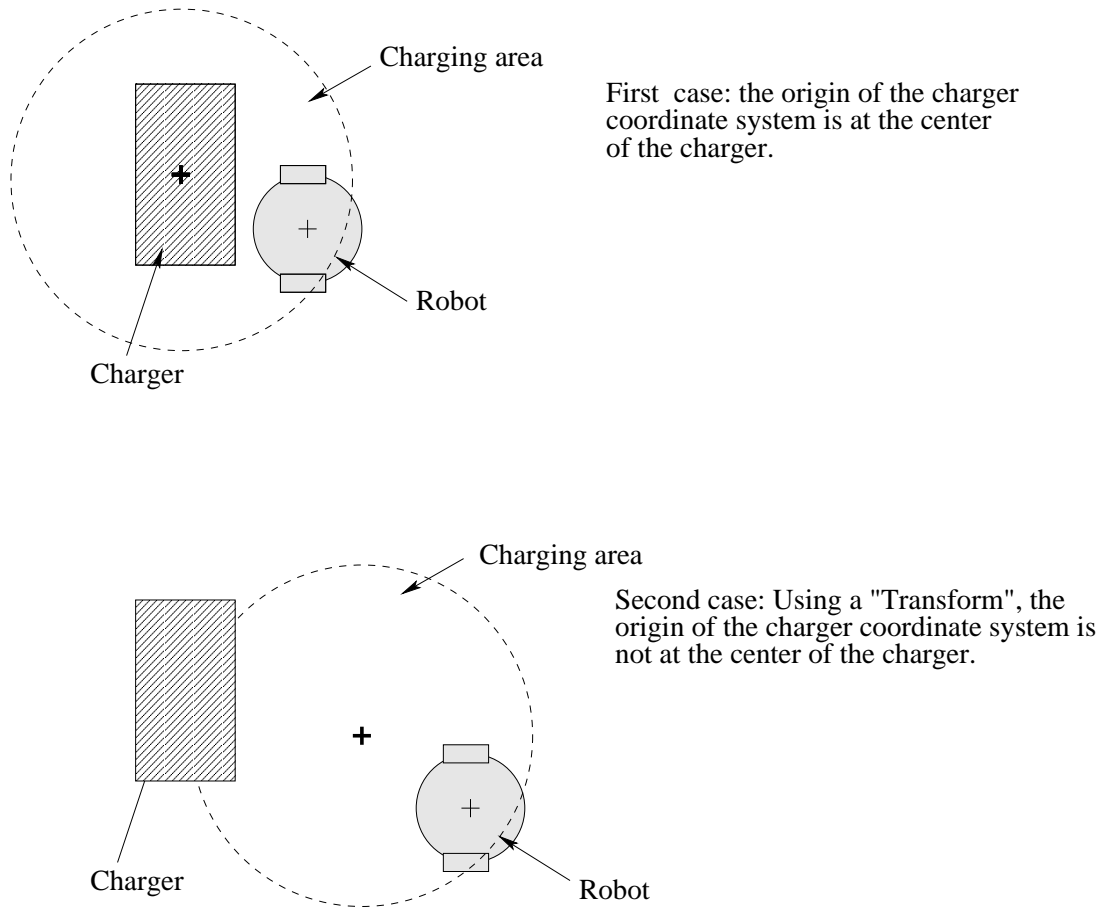 Charging area
First case: the origin of the charger
coordinate system is at the center
of the charger.
Robot
Charger
Charging area
Second case: Using a "Transform", the
origin of the charger coordinate system is
not at the center of the charger.
Charger
Robot